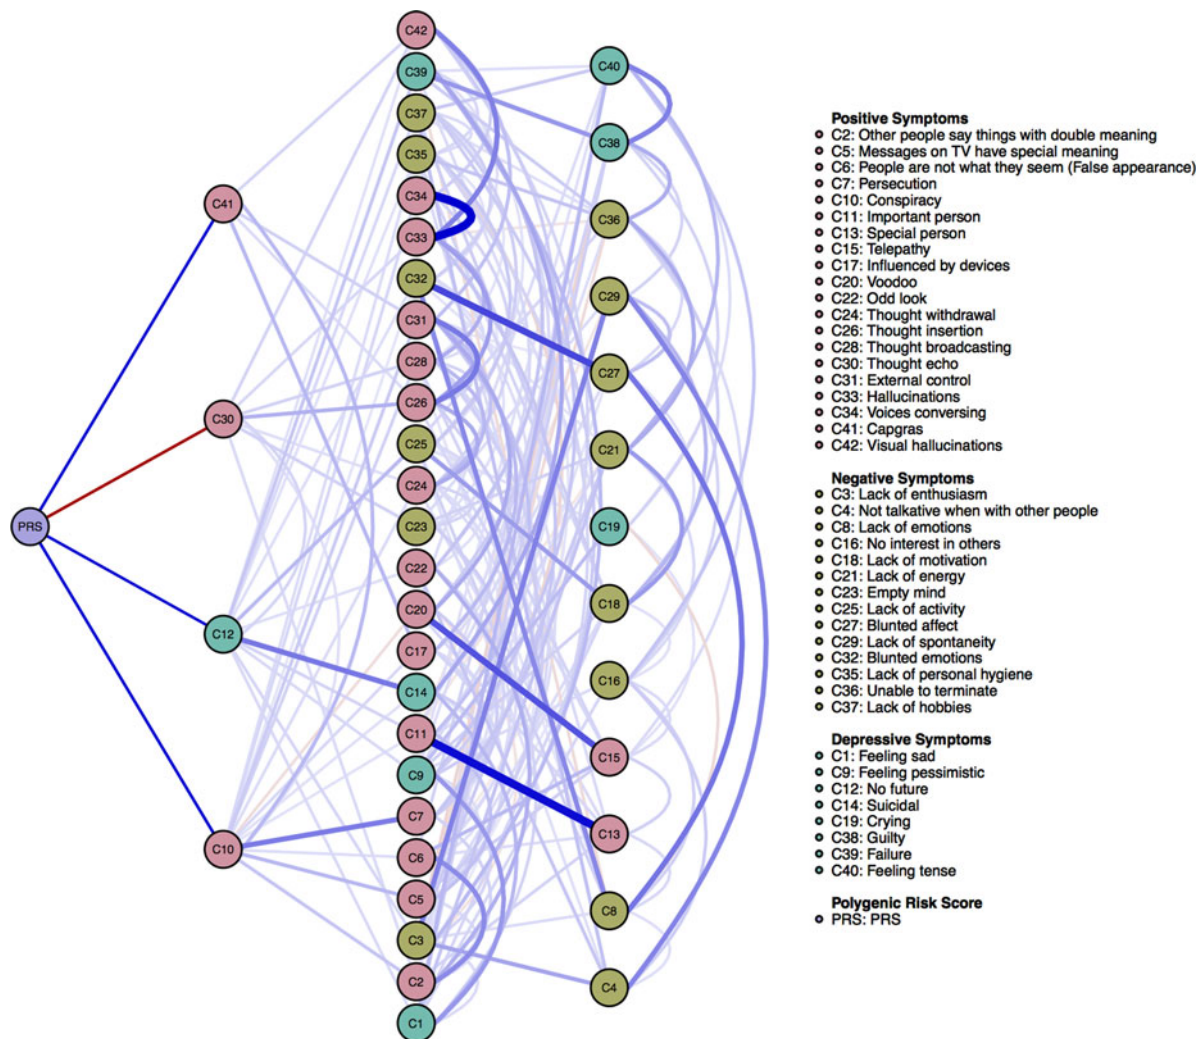 C42
C39
C37
C35
C34
C33
C32
C31
C28
C26
C25
C24
C23
C22
C20
C17
C14
C11
C9
C7
C6
C5
C3
C2
C1
C41
C30
C12
C10
PRS
C40
C38
C36
C29
C27
C21
C19
C18
C16
C15
C13
C8
C4
Positive Symptoms
C2: Other people say things with double meaning
C5: Messages on TV have special meaning
C6: People are not what they seem (False appearance)
C7: Persecution
C10: Conspiracy
C11: Important person
C13: Special person
C15: Telepathy
C17: Influenced by devices
C20: Voodoo
C22: Odd look
C24: Thought withdrawal
C26: Thought insertion
C28: Thought broadcasting
C30: Thought echo
C31: External control
C33: Hallucinations
C34: Voices conversing
C41: Capgras
C42: Visual hallucinations
Negative Symptoms
C3: Lack of enthusiasm
C4: Not talkative when with other people
C8: Lack of emotions
C16: No interest in others
C18: Lack of motivation
C21: Lack of energy
C23: Empty mind
C25: Lack of activity
C27: Blunted affect
C29: Lack of spontaneity
C32: Blunted emotions
C35: Lack of personal hygiene
C36: Unable to terminate
C37: Lack of hobbies
Depressive Symptoms
C1: Feeling sad
C9: Feeling pessimistic
C12: No future
C14: Suicidal
C19: Crying
C38: Guilty
C39: Failure
C40: Feeling tense
Polygenic Risk Score
PRS: PRS